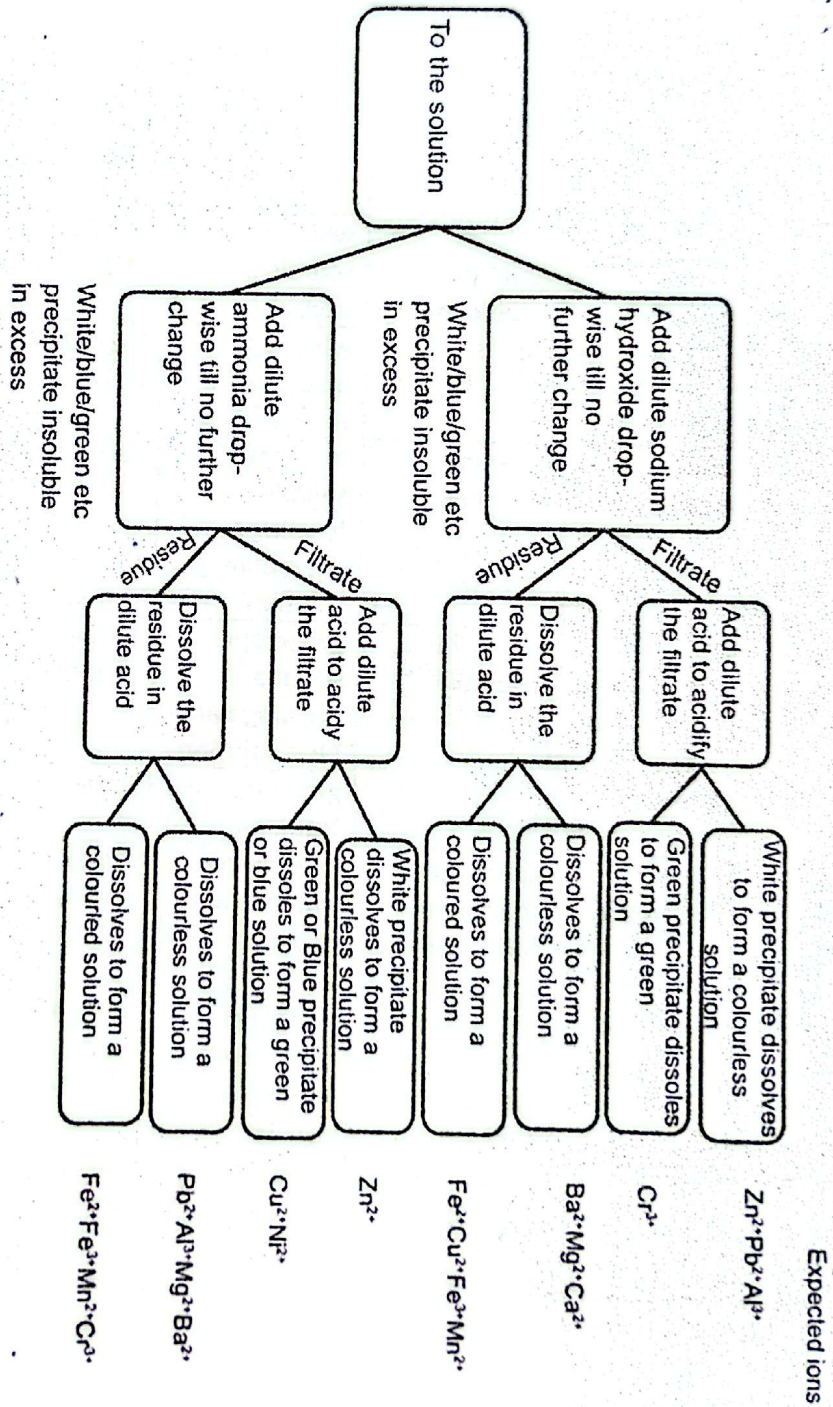 Expected ions
To the solution
Add dilute sodium
hydroxide drop-
wise till no
further change
White/blue/green etc
precipitate insoluble
in excess
Filtrate
Residue
Add dilute
acid to acidify
the filtrate
White precipitate dissolves
to form a colourless
solution
Zn²⁺Pb²⁺Al³⁺
Green precipitate dissoles
to form a green
solution
Cr³⁺
Dissolve the
residue in
dilute acid
Dissolves to form a
colourless solution
Ba²⁺Mg²⁺Ca²⁺
Dissolves to form a
coloured solution
Fe²⁺Cu²⁺Fe³⁺Mn²⁺
Add dilute
ammonia drop-
wise till no further
change
White/blue/green etc
precipitate insoluble
in excess
Filtrate
Residue
Add dilute
acid to acidy
the filtrate
White precipitate
dissolves to form a
colourless solution
Zn²⁺
Green or Blue precipitate
dissoles to form a green
or blue solution
Cu²⁺Ni²⁺
Dissolve the
residue in
dilute acid
Dissolves to form a
colourless solution
Pb²⁺Al³⁺Mg²⁺Ba²⁺
Dissolves to form a
colourled solution
Fe²⁺Fe³⁺Mn²⁺Cr³⁺